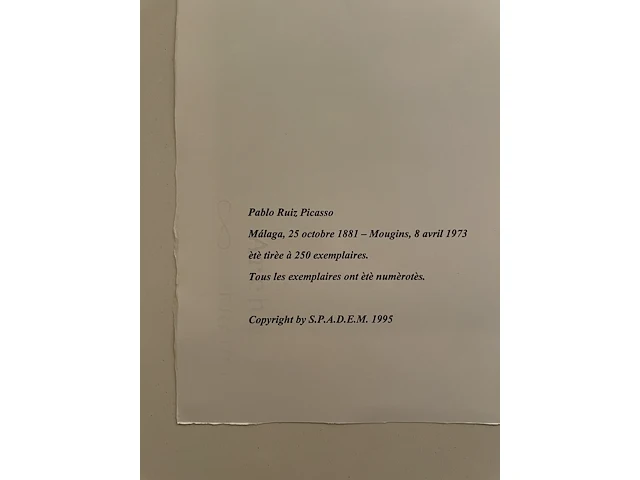 Pablo Ruiz Picasso
Málaga, 25 octobre 1881 – Mougins, 8 avril 1973
ètè tirèe à 250 exemplaires.
Tous les exemplaires ont ètè numèrotès.
Copyright by S.P.A.D.E.M. 1995